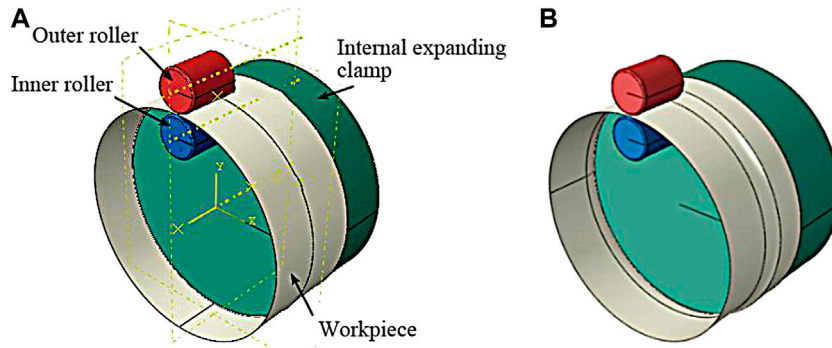 A
Outer roller
Inner roller
Internal expanding
clamp
Workpiece
X
Y
X
X
B